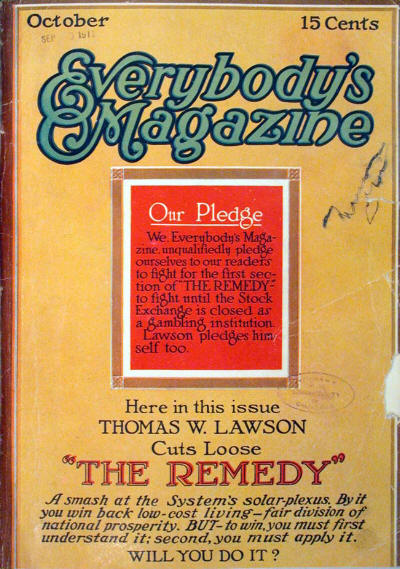 October
15 Cents
SEP
Everybody's
Magazine
Our Pledge
We, Everybody's Maga-
zine, unqualifiedly pledge
ourselves to our readers
to fight for the first sec-
tion of "THE REMEDY"-
to fight until the Stock
Exchange is closed as
a gambling institution.
Lawson pledges him
self too.
Here in this issue
THOMAS W. LAWSON
Cuts Loose
"THE REMEDY"
A smash at the System's solar-plexus. By it
you win back low-cost living—fair division of
national prosperity. BUT-to win, you must first
understand it; second, you must apply it.
WILL YOU DO IT?